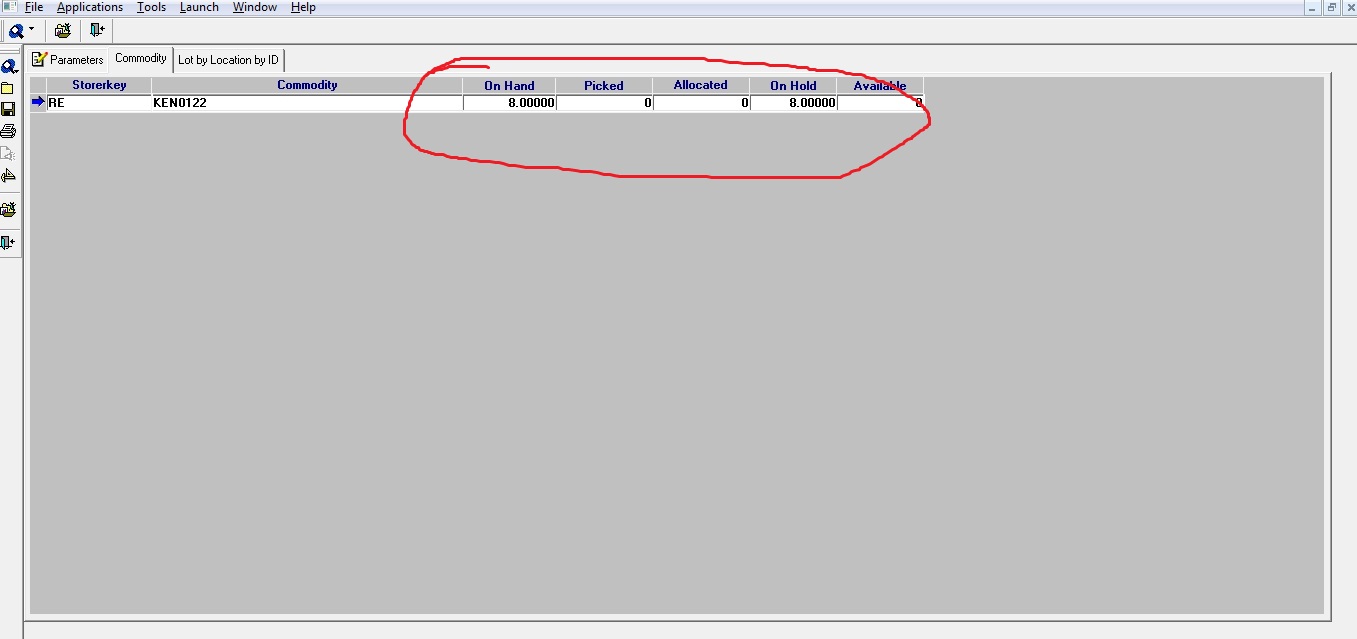 File Applications Tools Launch Window Help
Parameters Commodity Lot by Location by ID
Storerkey Commodity On Hand Picked Allocated On Hold Available
RE KEN0122 8.00000 0 0 8.00000 0